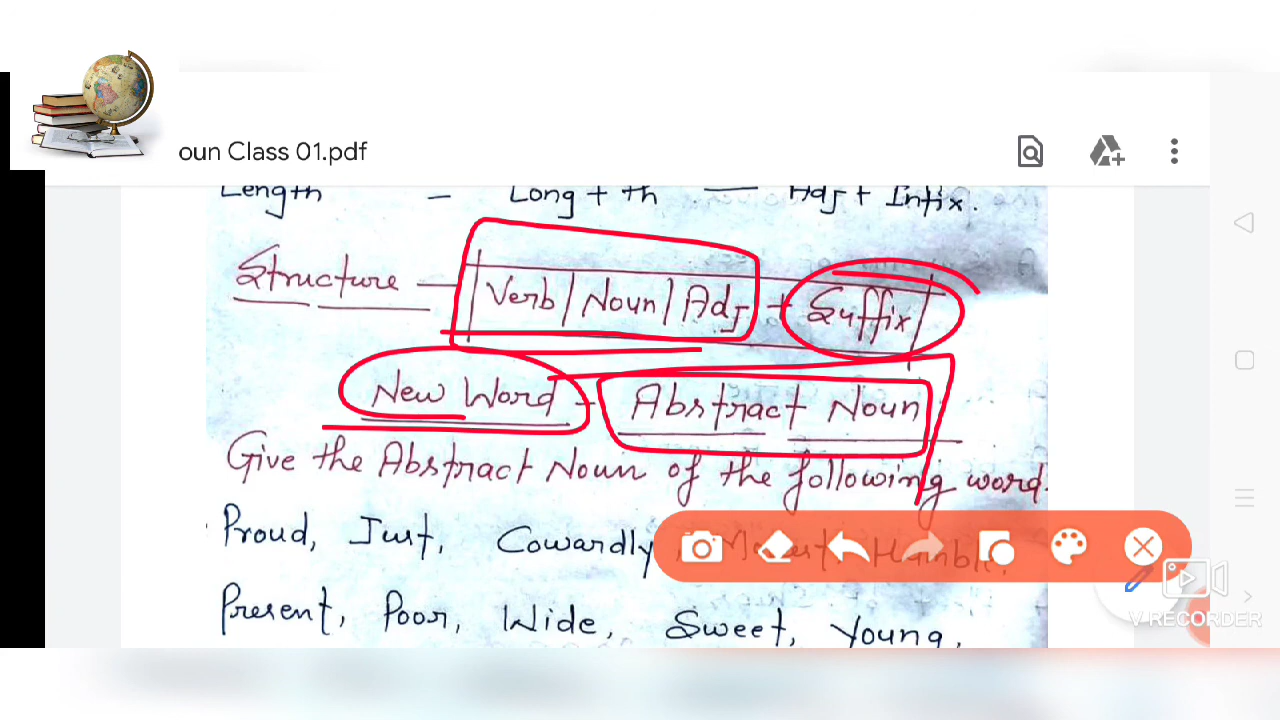 oun Class 01.pdf
Length - Long + th — Adj + Infix.
Structure - Verb | Noun | Adj + Suffix
New Word - Abstract Noun
Give the Abstract Noun of the following word.
Proud, Just, Cowardly,
Present, Poor, Wide, Sweet, Young,
V RECORDER